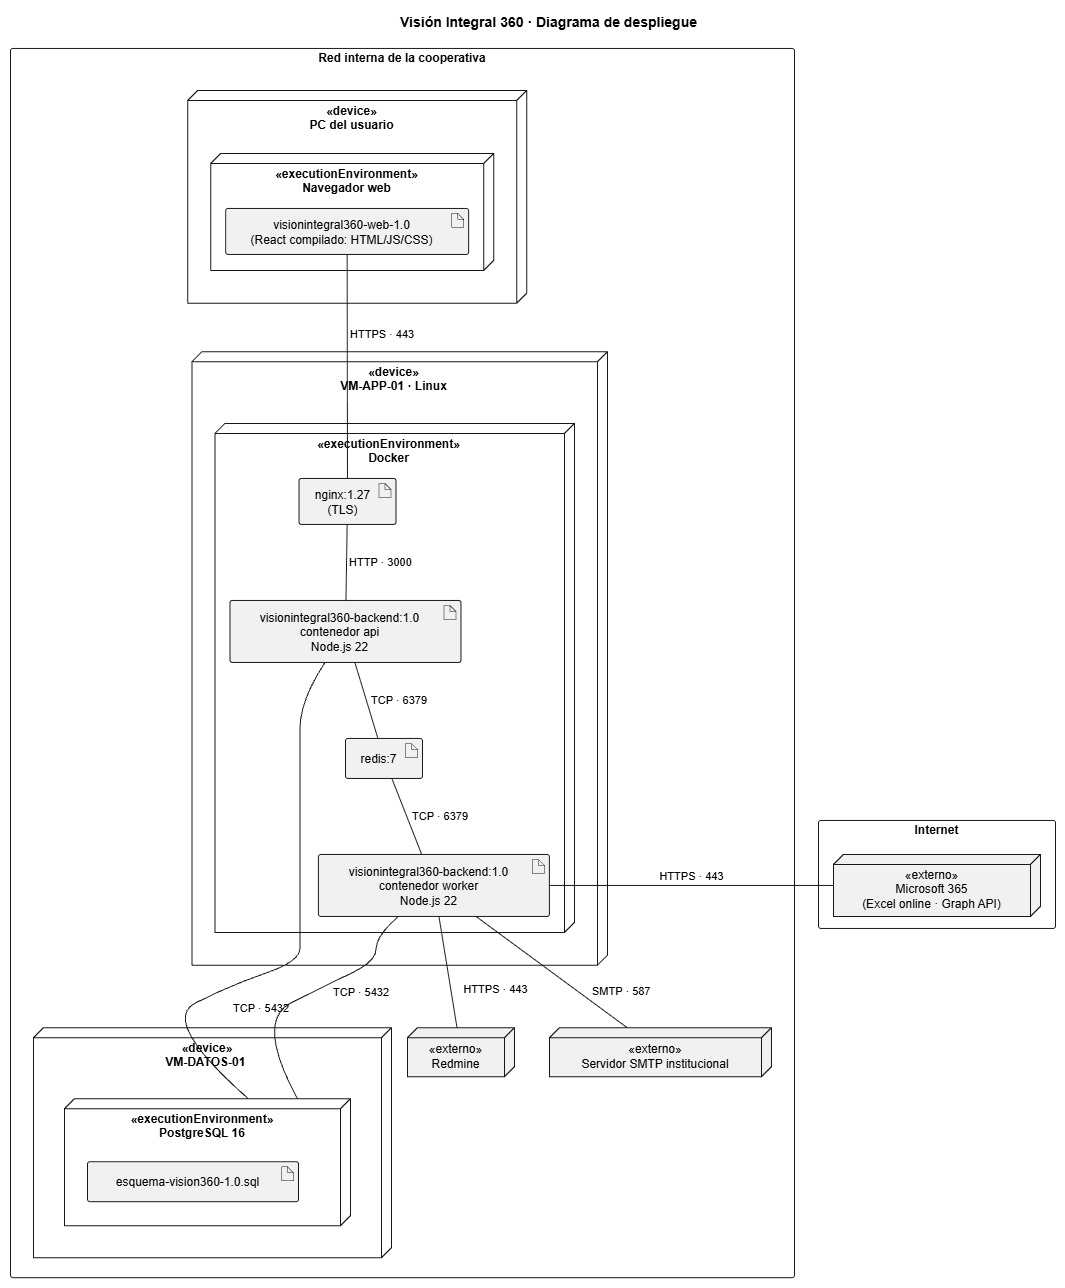 Visión Integral 360 · Diagrama de despliegue
Red interna de la cooperativa
«device»
PC del usuario
«executionEnvironment»
Navegador web
visionintegral360-web-1.0
(React compilado: HTML/JS/CSS)
HTTPS · 443
«device»
VM-APP-01 · Linux
«executionEnvironment»
Docker
nginx:1.27
(TLS)
HTTP · 3000
visionintegral360-backend:1.0
contenedor api
Node.js 22
TCP · 6379
redis:7
TCP · 6379
visionintegral360-backend:1.0
contenedor worker
Node.js 22
HTTPS · 443
Internet
«externo»
Microsoft 365
(Excel online · Graph API)
TCP · 5432
TCP · 5432
HTTPS · 443
SMTP · 587
«device»
VM-DATOS-01
«externo»
Redmine
«externo»
Servidor SMTP institucional
«executionEnvironment»
PostgreSQL 16
esquema-vision360-1.0.sql